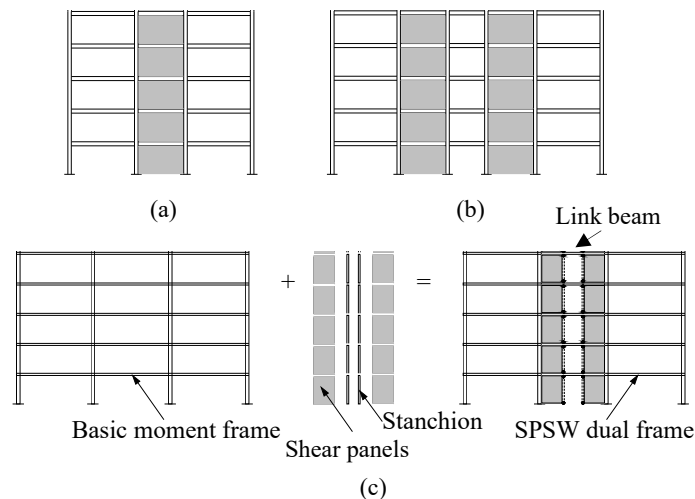 (a)
(b)
Link beam
+
=
Basic moment frame
Shear panels
Stanchion
SPSW dual frame
(c)